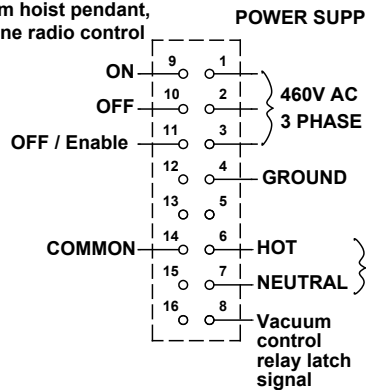 m hoist pendant,
ne radio control
POWER SUPP
ON
9
1
OFF
10
2
460V AC
3 PHASE
OFF / Enable
11
3
12
4
GROUND
13
5
COMMON
14
6
HOT
15
7
NEUTRAL
16
8
Vacuum
control
relay latch
signal